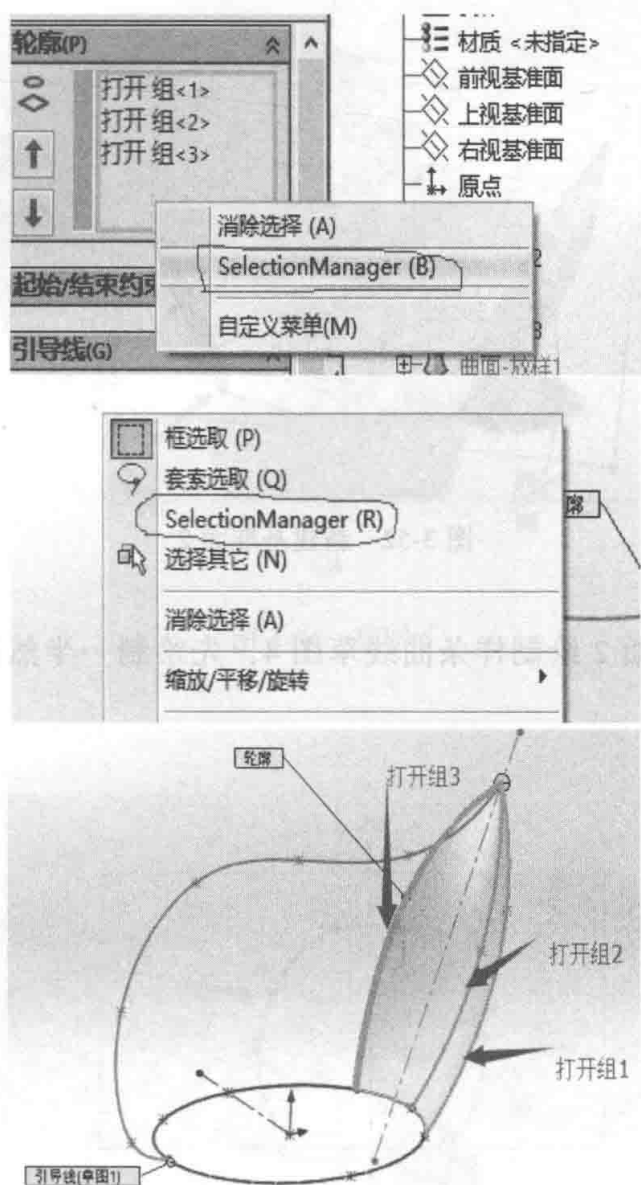 轮廓(P)
打开 组<1>
打开 组<2>
打开 组<3>
材质 <未指定>
前视基准面
上视基准面
右视基准面
原点
消除选择 (A)
SelectionManager (B)
自定义菜单(M)
2
3
起始/结束约束
引导线(G)
曲面-放样1
框选取 (P)
套索选取 (Q)
SelectionManager (R)
选择其它 (N)
消除选择 (A)
缩放/平移/旋转
廓
轮廓
打开组3
打开组2
打开组1
引导线(草图1)